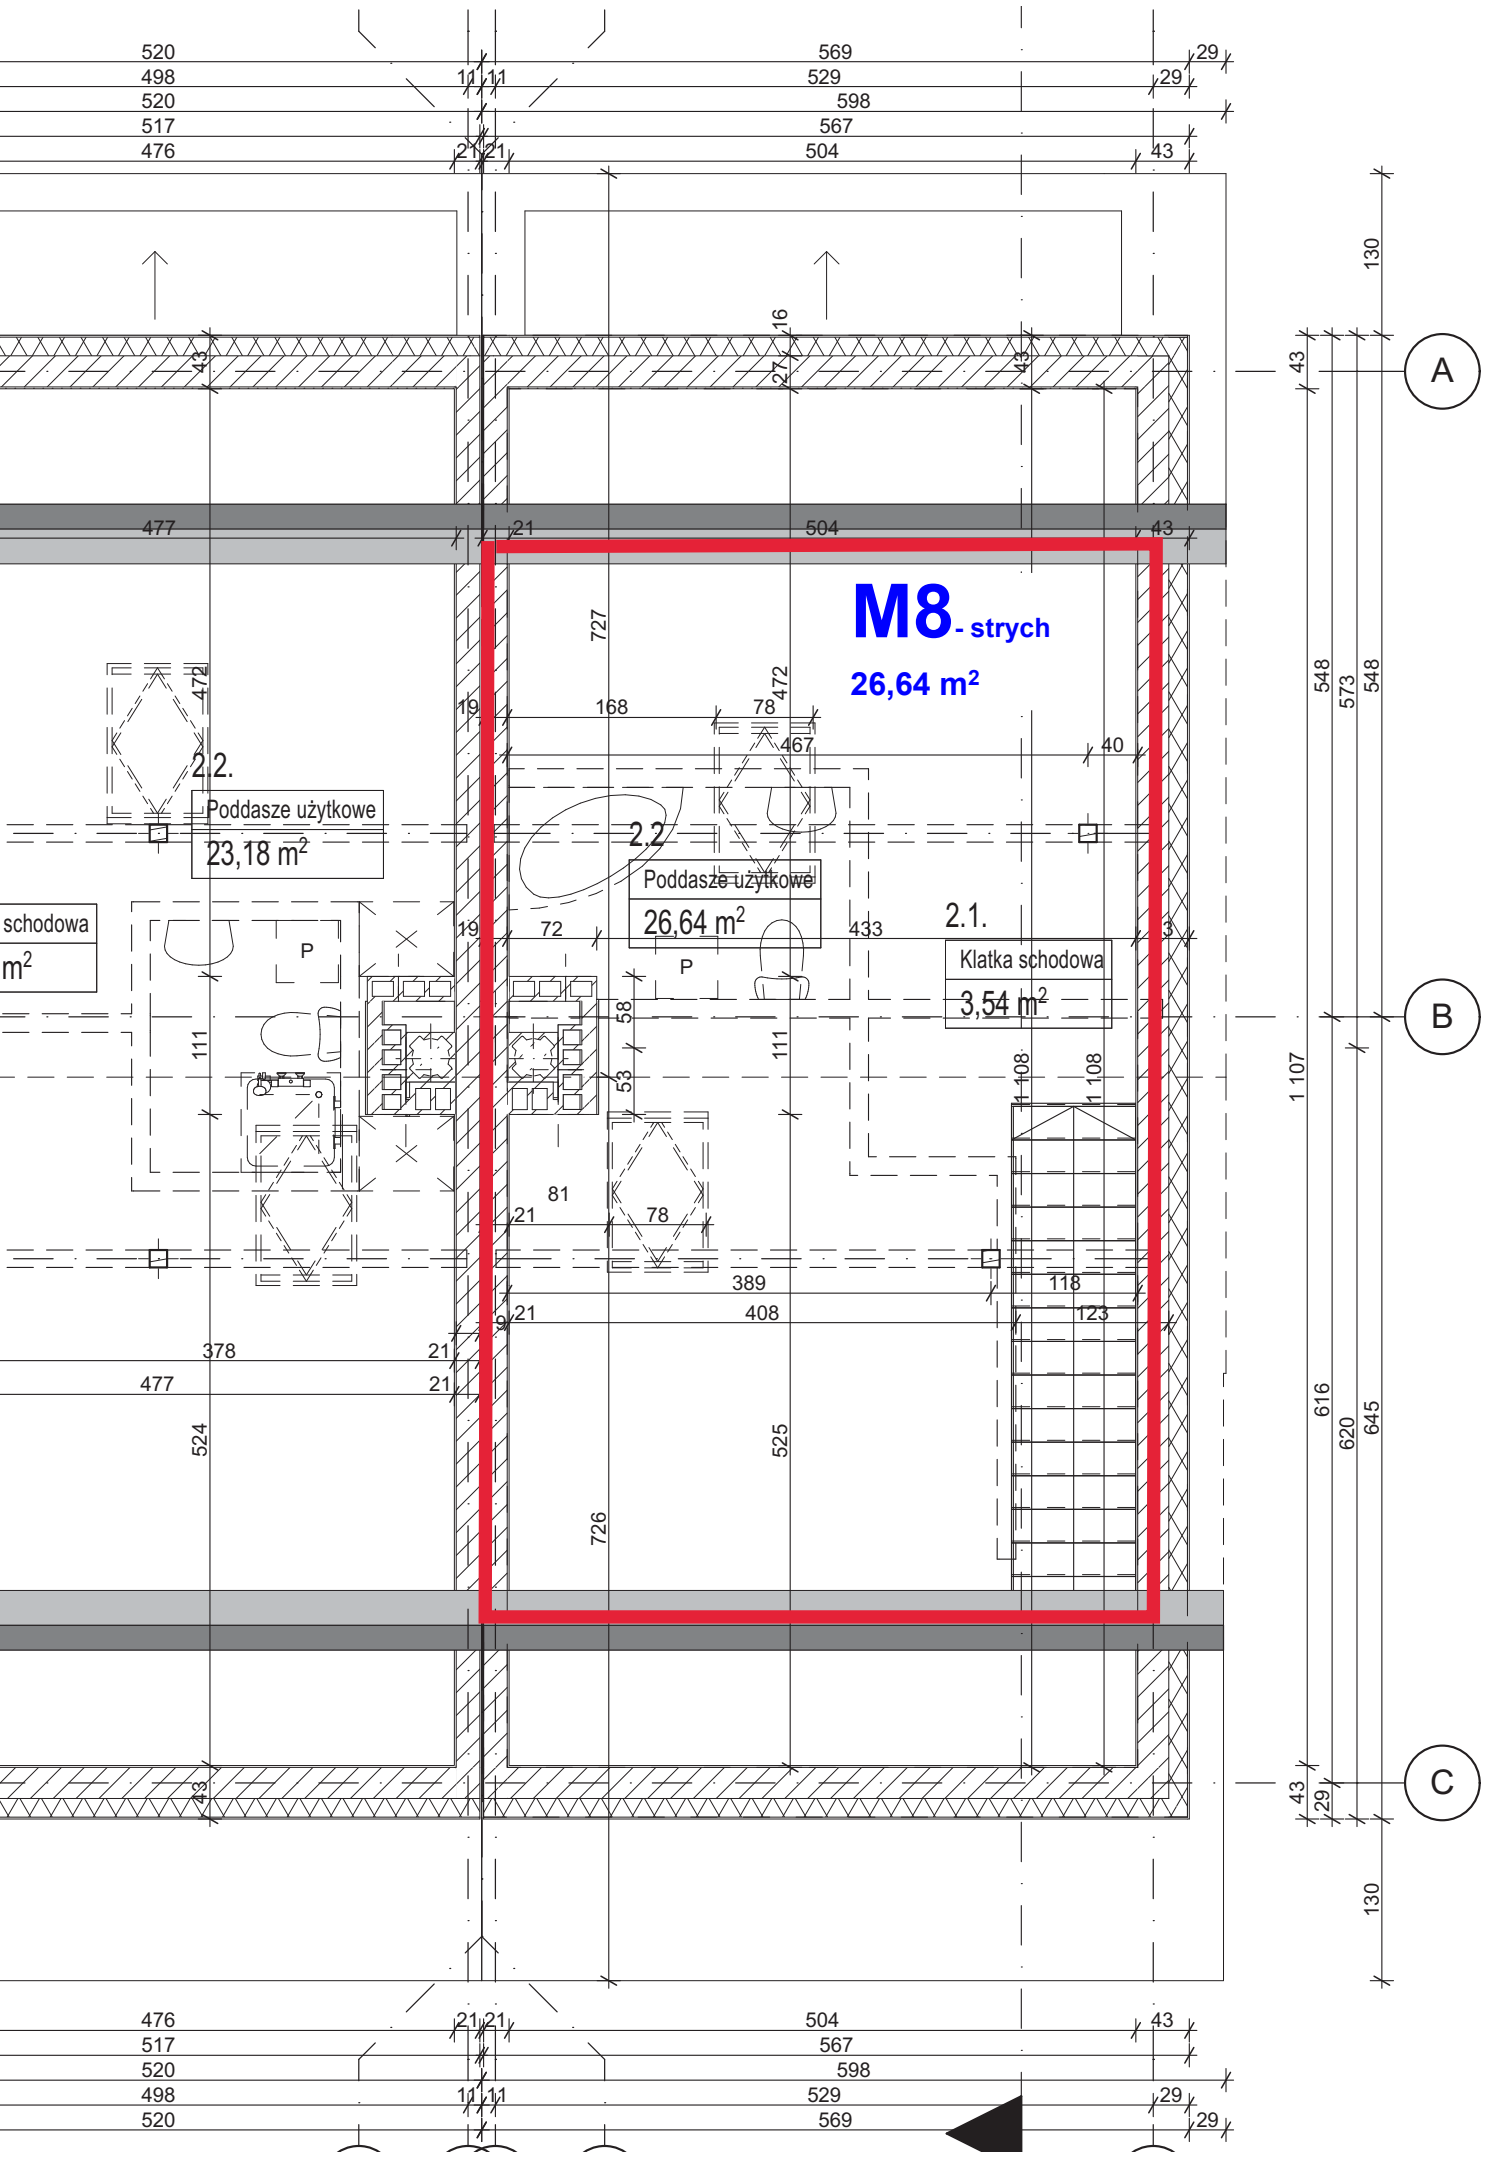 520 569 29
498 11 11 529 29
520 598
517 567
476 21 21 504 43
130
16
43 27 43 43
A
477 21 504 43
M8 - strych
26,64 m²
727
472 472
548 573 548
19 168 78
467 40
2.2.
Poddasze użytkowe
23,18 m²
2.2
Poddasze użytkowe
26,64 m²
schodowa
m²
2.1.
Klatka schodowa
3,54 m²
19 72 433 3
P P
58
B
111 53 111 1 108 1 108 1 107
81
21 78
389 118
9 21 408 123
378 21
477 21
524 525 616 620 645
726
43 43 29
C
130
476 21 21 504 43
517 567
520 598
498 11 11 529 29
520 569 29